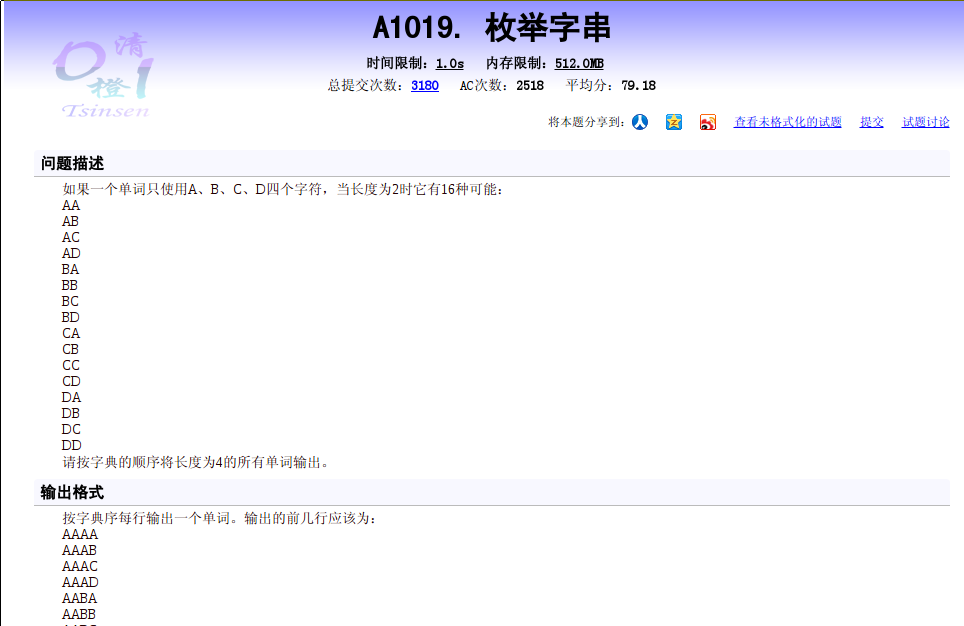 清
橙
Tsinsen
A1019. 枚举字串
时间限制：1.0s 内存限制：512.0MB
总提交次数：3180 AC次数：2518 平均分：79.18
将本题分享到： 查看未格式化的试题 提交 试题讨论
问题描述
如果一个单词只使用A、B、C、D四个字符，当长度为2时它有16种可能：
AA
AB
AC
AD
BA
BB
BC
BD
CA
CB
CC
CD
DA
DB
DC
DD
请按字典的顺序将长度为4的所有单词输出。
输出格式
按字典序每行输出一个单词。输出的前几行应该为：
AAAA
AAAB
AAAC
AAAD
AABA
AABB